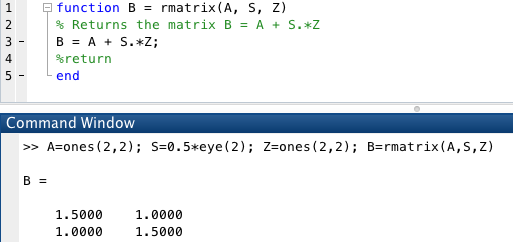 1 function B = rmatrix(A, S, Z)
2 % Returns the matrix B = A + S.*Z
3 - B = A + S.*Z;
4 %return
5 - end
Command Window
>> A=ones(2,2); S=0.5*eye(2); Z=ones(2,2); B=rmatrix(A,S,Z)
B =
1.5000 1.0000
1.0000 1.5000